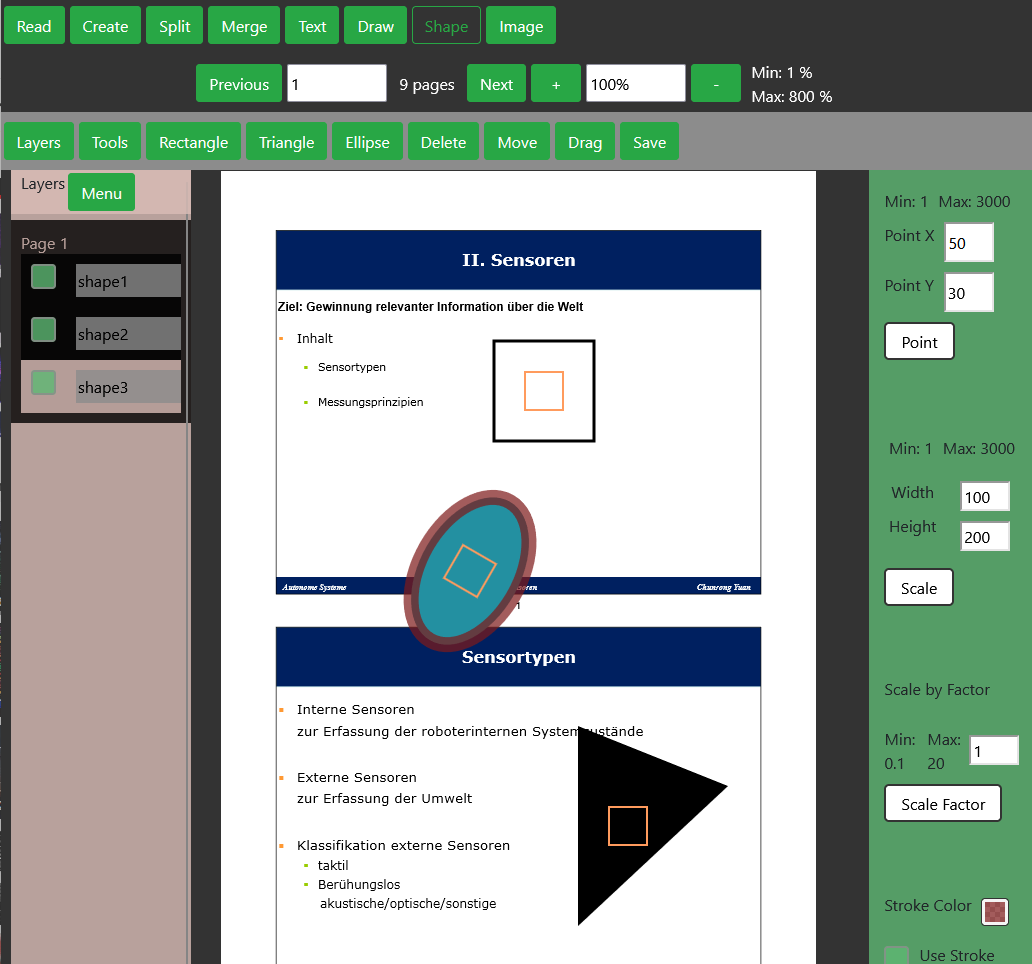 Read Create Split Merge Text Draw Shape Image
Previous 1 9 pages Next + 100% - Min: 1 %
Max: 800 %
Layers Tools Rectangle Triangle Ellipse Delete Move Drag Save
Layers Menu
Page 1
shape1
shape2
shape3
II. Sensoren
Ziel: Gewinnung relevanter Information über die Welt
Inhalt
Sensortypen
Messungsprinzipien
Autonome Systeme Chunrong Yuan
1
Sensortypen
Interne Sensoren
zur Erfassung der roboterinternen Systemzustände
Externe Sensoren
zur Erfassung der Umwelt
Klassifikation externe Sensoren
taktil
Berühungslos
akustische/optische/sonstige
Min: 1 Max: 3000
Point X 50
Point Y 30
Point
Min: 1 Max: 3000
Width 100
Height 200
Scale
Scale by Factor
Min: Max: 1
0.1 20
Scale Factor
Stroke Color
Use Stroke